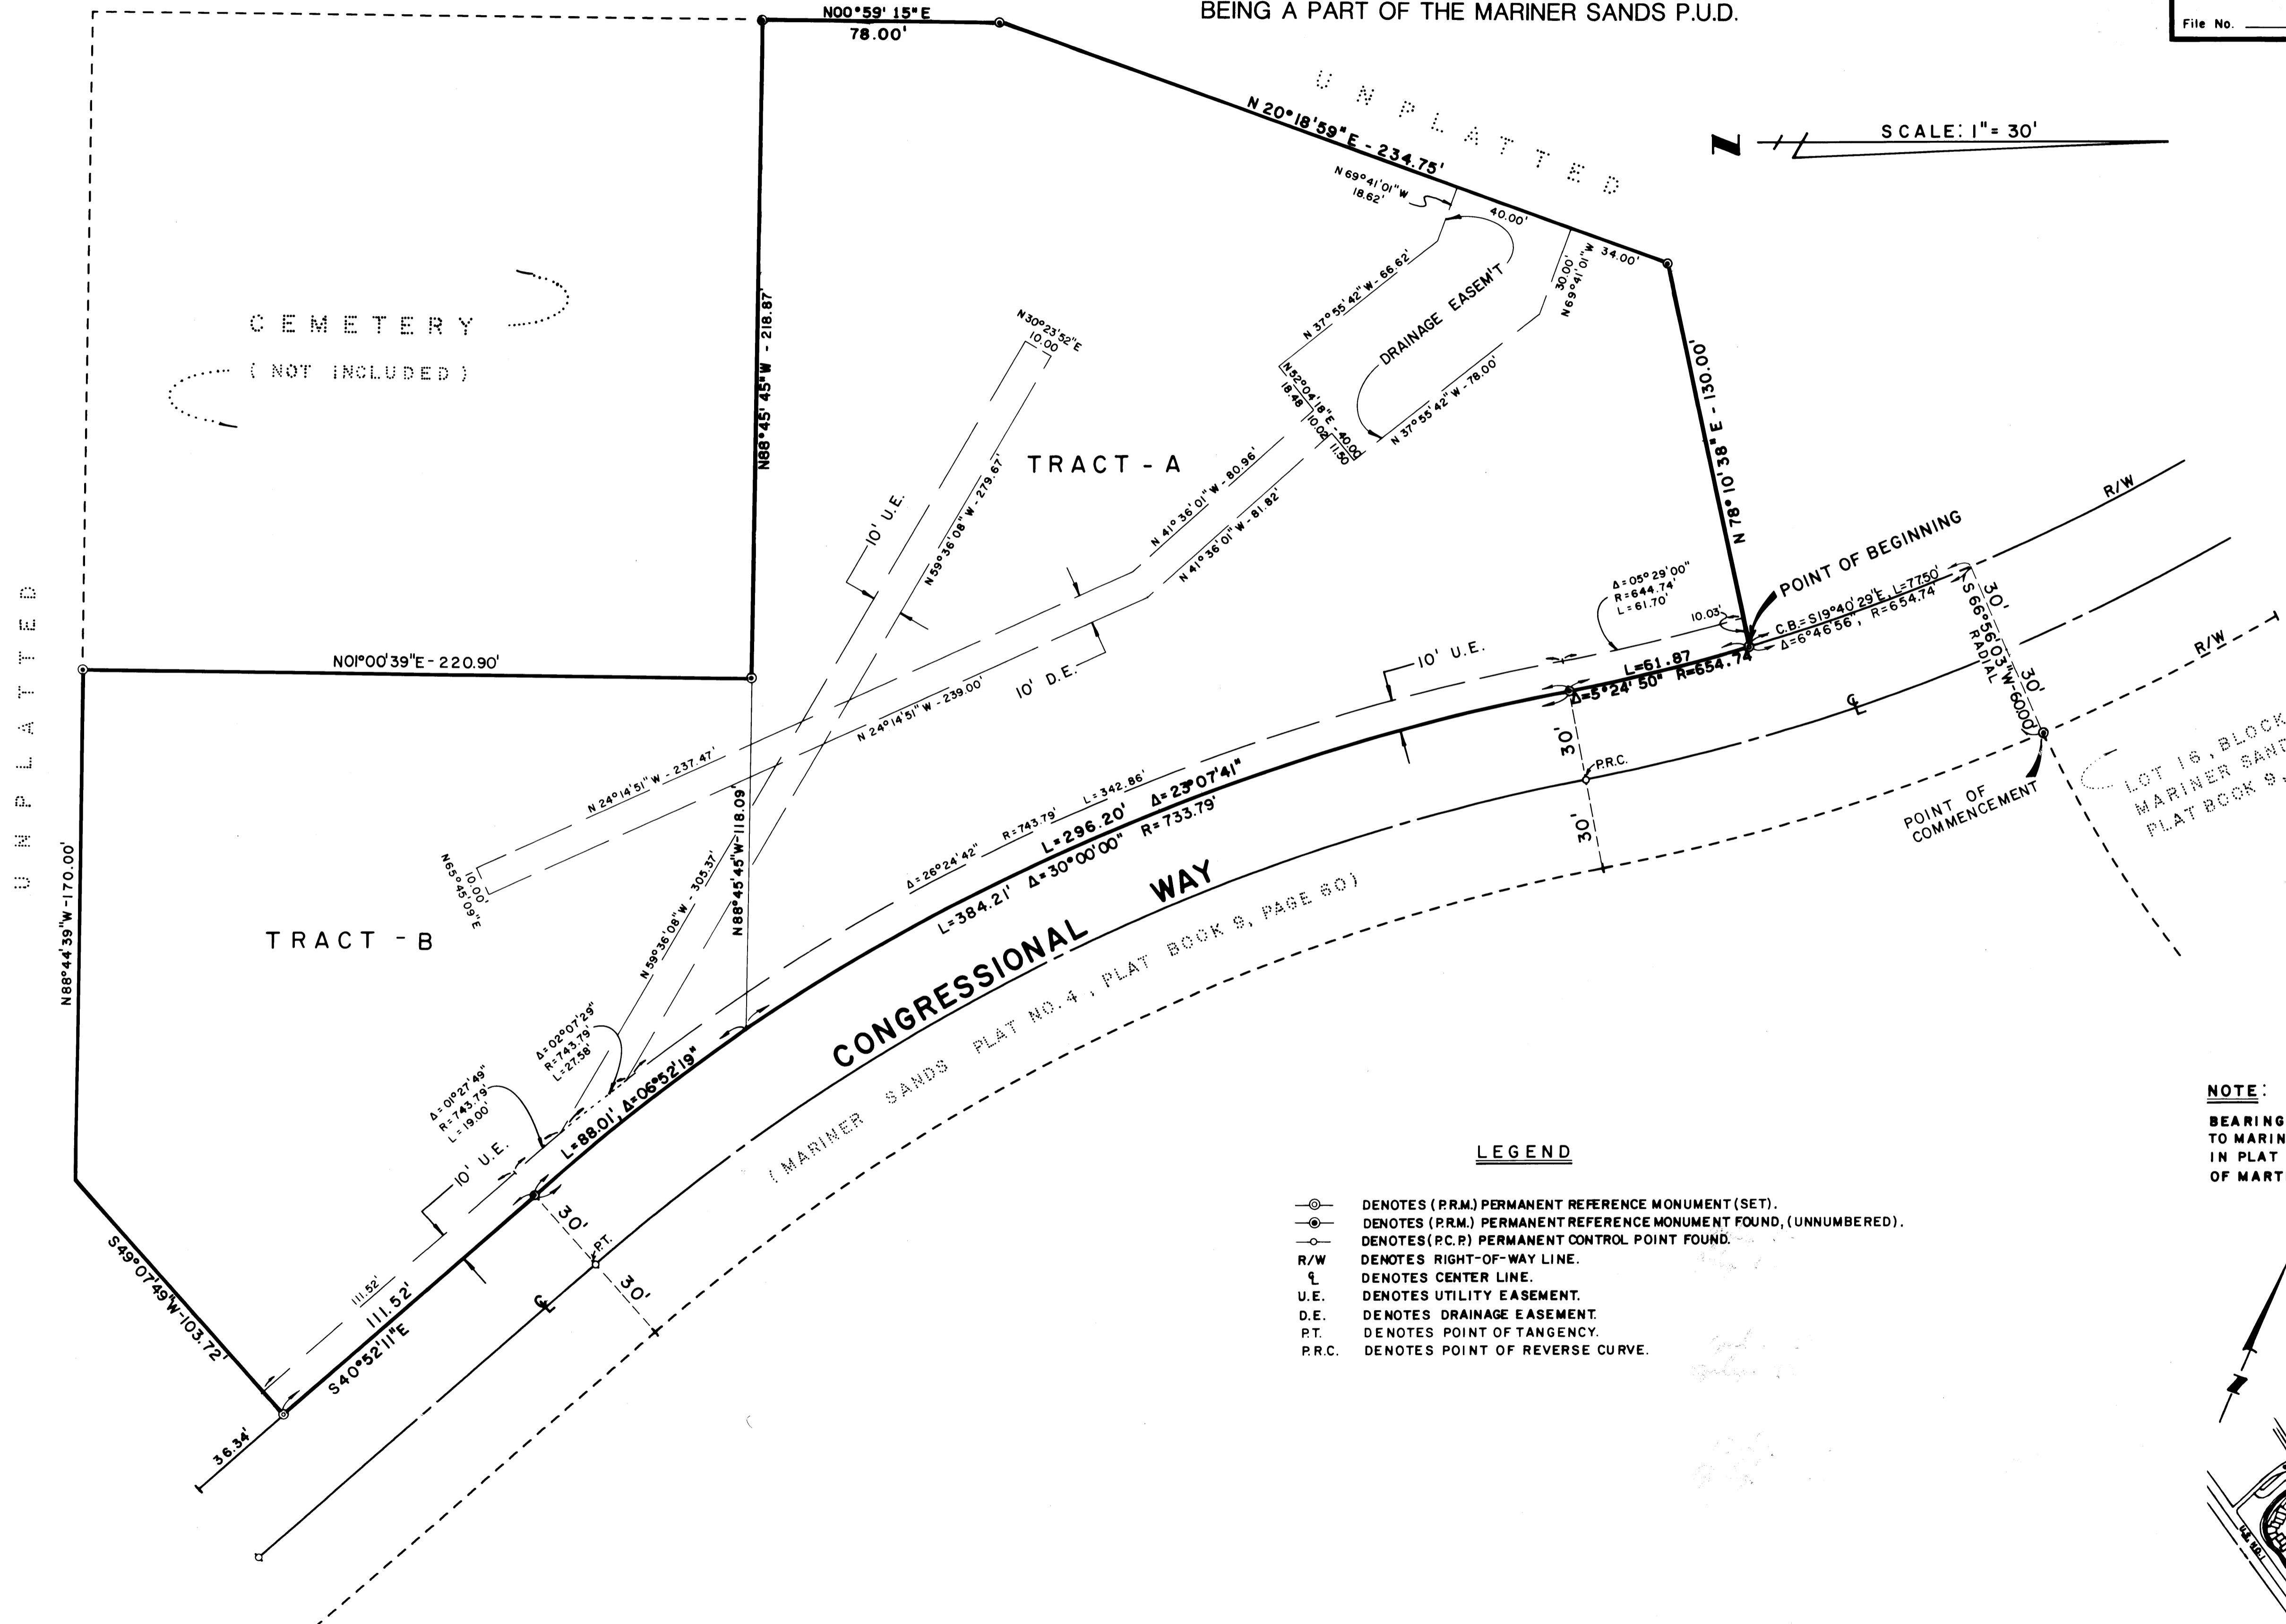 BEING A PART OF THE MARINER SANDS P.U.D.
File No.
N00°59'15"E
78.00'
UNPLATTED
N 20°18'59"E - 234.75'
N
SCALE: 1" = 30'
N 69°41'01"W
18.62'
40.00'
34.00'
30.00'
N69°41'01"W
N 37°55'42"W - 66.62'
DRAINAGE EASEM'T
N 37°55'42"W - 78.00'
N52°04'18"E - 40.00
18.48
10.02
11.50
CEMETERY
(NOT INCLUDED)
N88°45'45"W - 218.87'
N30°23'52"E
10.00
TRACT - A
10' U.E.
N59°36'08"W - 279.67'
N 41°36'01"W - 80.96'
N 41°36'01"W - 81.82'
N 78°10'38"E - 130.00'
R/W
POINT OF BEGINNING
Δ=05°29'00"
R=644.74'
L=61.70'
10.03'
C.B.=S19°40'29"E, L=77.50'
Δ=6°46'56", R=654.74'
30'
S66°56'03"W-60.00'
RADIAL
30'
R/W
UNPLATTED
N01°00'39"E - 220.90'
10' D.E.
N 24°14'51"W - 239.00'
N 24°14'51"W - 237.47'
10' U.E.
L=61.87
Δ=5°24'50" R=654.74'
℄
30'
P.R.C.
30'
POINT OF
COMMENCEMENT
LOT 16, BLOCK
MARINER SAND
PLAT BOOK 9,
N65°45'09"E
10.00'
N88°45'45"W-118.09'
N59°36'08"W - 305.37'
Δ=26°24'42" R=743.79' L=342.86'
L=296.20' Δ=23°07'41"
L=384.21' Δ=30°00'00" R=733.79'
CONGRESSIONAL WAY
(MARINER SANDS PLAT NO. 4, PLAT BOOK 9, PAGE 60)
N88°44'39"W-170.00'
TRACT - B
Δ=02°07'29"
R=743.79'
L=27.58'
Δ=01°27'49"
R=743.79'
L=19.00'
L=88.01', Δ=06°52'19"
10' U.E.
30'
P.T.
30'
℄
S49°07'49"W-103.72'
111.52'
111.52'
S40°52'11"E
36.34'
LEGEND
DENOTES (P.R.M.) PERMANENT REFERENCE MONUMENT (SET).
DENOTES (P.R.M.) PERMANENT REFERENCE MONUMENT FOUND, (UNNUMBERED).
DENOTES (P.C.P.) PERMANENT CONTROL POINT FOUND.
R/W DENOTES RIGHT-OF-WAY LINE.
℄ DENOTES CENTER LINE.
U.E. DENOTES UTILITY EASEMENT.
D.E. DENOTES DRAINAGE EASEMENT.
P.T. DENOTES POINT OF TANGENCY.
P.R.C. DENOTES POINT OF REVERSE CURVE.
NOTE:
BEARING
TO MARIN
IN PLAT
OF MART
N
U.S. NO. 1